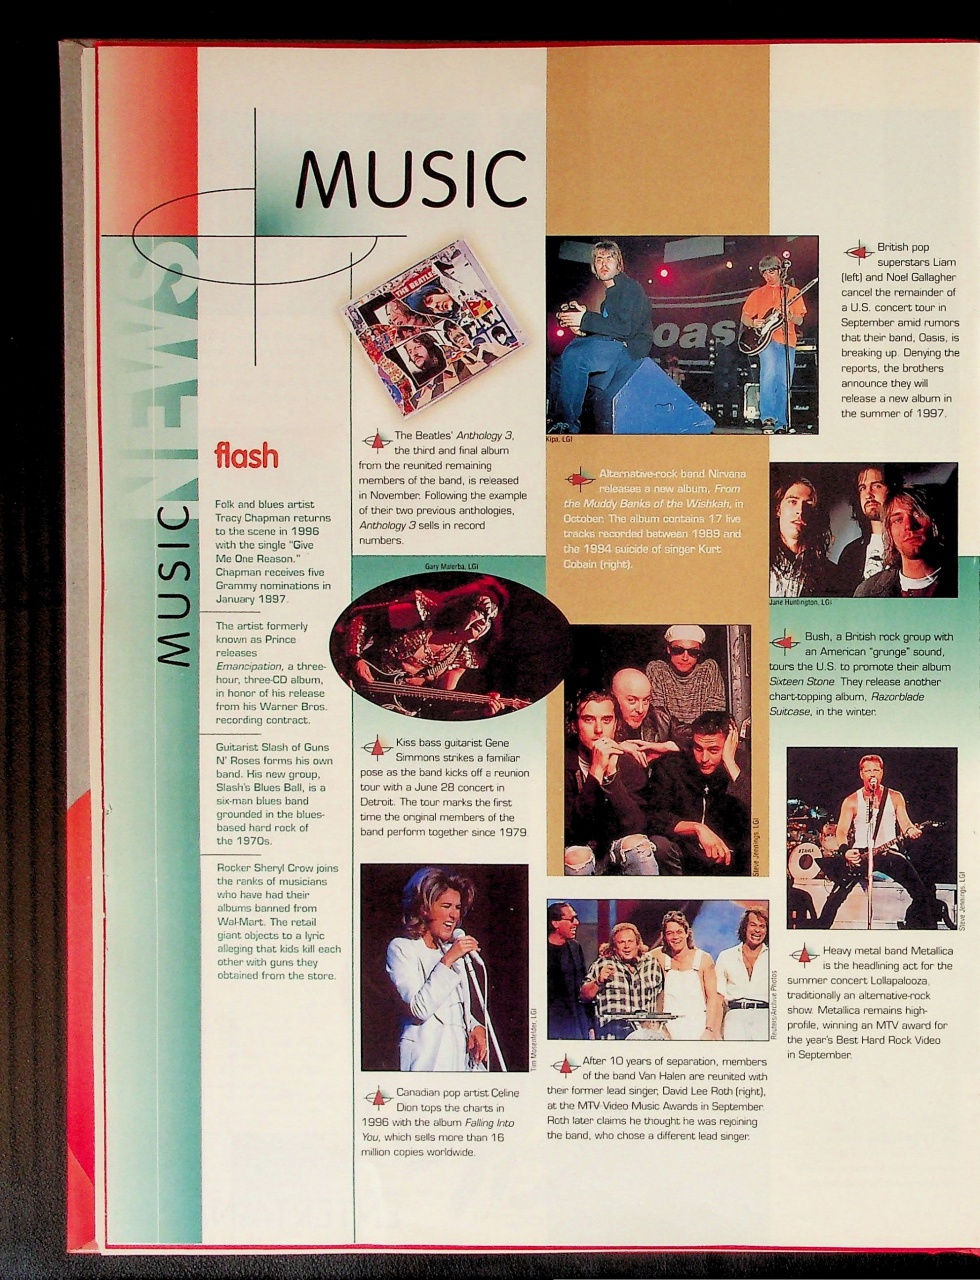 MUSIC
NEWS
MUSIC
flash
Folk and blues artist
Tracy Chapman returns
to the scene in 1996
with the single "Give
Me One Reason."
Chapman receives five
Grammy nominations in
January 1997.
The artist formerly
known as Prince
releases
Emancipation, a three-
hour, three-CD album,
in honor of his release
from his Warner Bros.
recording contract.
Guitarist Slash of Guns
N' Roses forms his own
band. His new group,
Slash's Blues Ball, is a
six-man blues band
grounded in the blues-
based hard rock of
the 1970s.
Rocker Sheryl Crow joins
the ranks of musicians
who have had their
albums banned from
Wal-Mart. The retail
giant objects to a lyric
alleging that kids kill each
other with guns they
obtained from the store.
THE BEATLES
The Beatles' Anthology 3,
the third and final album
from the reunited remaining
members of the band, is released
in November. Following the example
of their two previous anthologies,
Anthology 3 sells in record
numbers.
Gary Malerba, LGI
Kiss bass guitarist Gene
Simmons strikes a familiar
pose as the band kicks off a reunion
tour with a June 28 concert in
Detroit. The tour marks the first
time the original members of the
band perform together since 1979.
Tim Mosenfelder, LGI
Canadian pop artist Celine
Dion tops the charts in
1996 with the album Falling Into
You, which sells more than 16
million copies worldwide.
oasis
Kipa, LGI
Alternative-rock band Nirvana
releases a new album, From
the Muddy Banks of the Wishkah, in
October. The album contains 17 live
tracks recorded between 1989 and
the 1994 suicide of singer Kurt
Cobain (right).
Steve Jennings, LGI
Reuters/Archive Photos
After 10 years of separation, members
of the band Van Halen are reunited with
their former lead singer, David Lee Roth (right),
at the MTV Video Music Awards in September.
Roth later claims he thought he was rejoining
the band, who chose a different lead singer.
British pop
superstars Liam
(left) and Noel Gallagher
cancel the remainder of
a U.S. concert tour in
September amid rumors
that their band, Oasis, is
breaking up. Denying the
reports, the brothers
announce they will
release a new album in
the summer of 1997.
Jane Huntington, LGI
Bush, a British rock group with
an American "grunge" sound,
tours the U.S. to promote their album
Sixteen Stone. They release another
chart-topping album, Razorblade
Suitcase, in the winter.
TAMA
Steve Jennings, LGI
Heavy metal band Metallica
is the headlining act for the
summer concert Lollapalooza,
traditionally an alternative-rock
show. Metallica remains high-
profile, winning an MTV award for
the year's Best Hard Rock Video
in September.